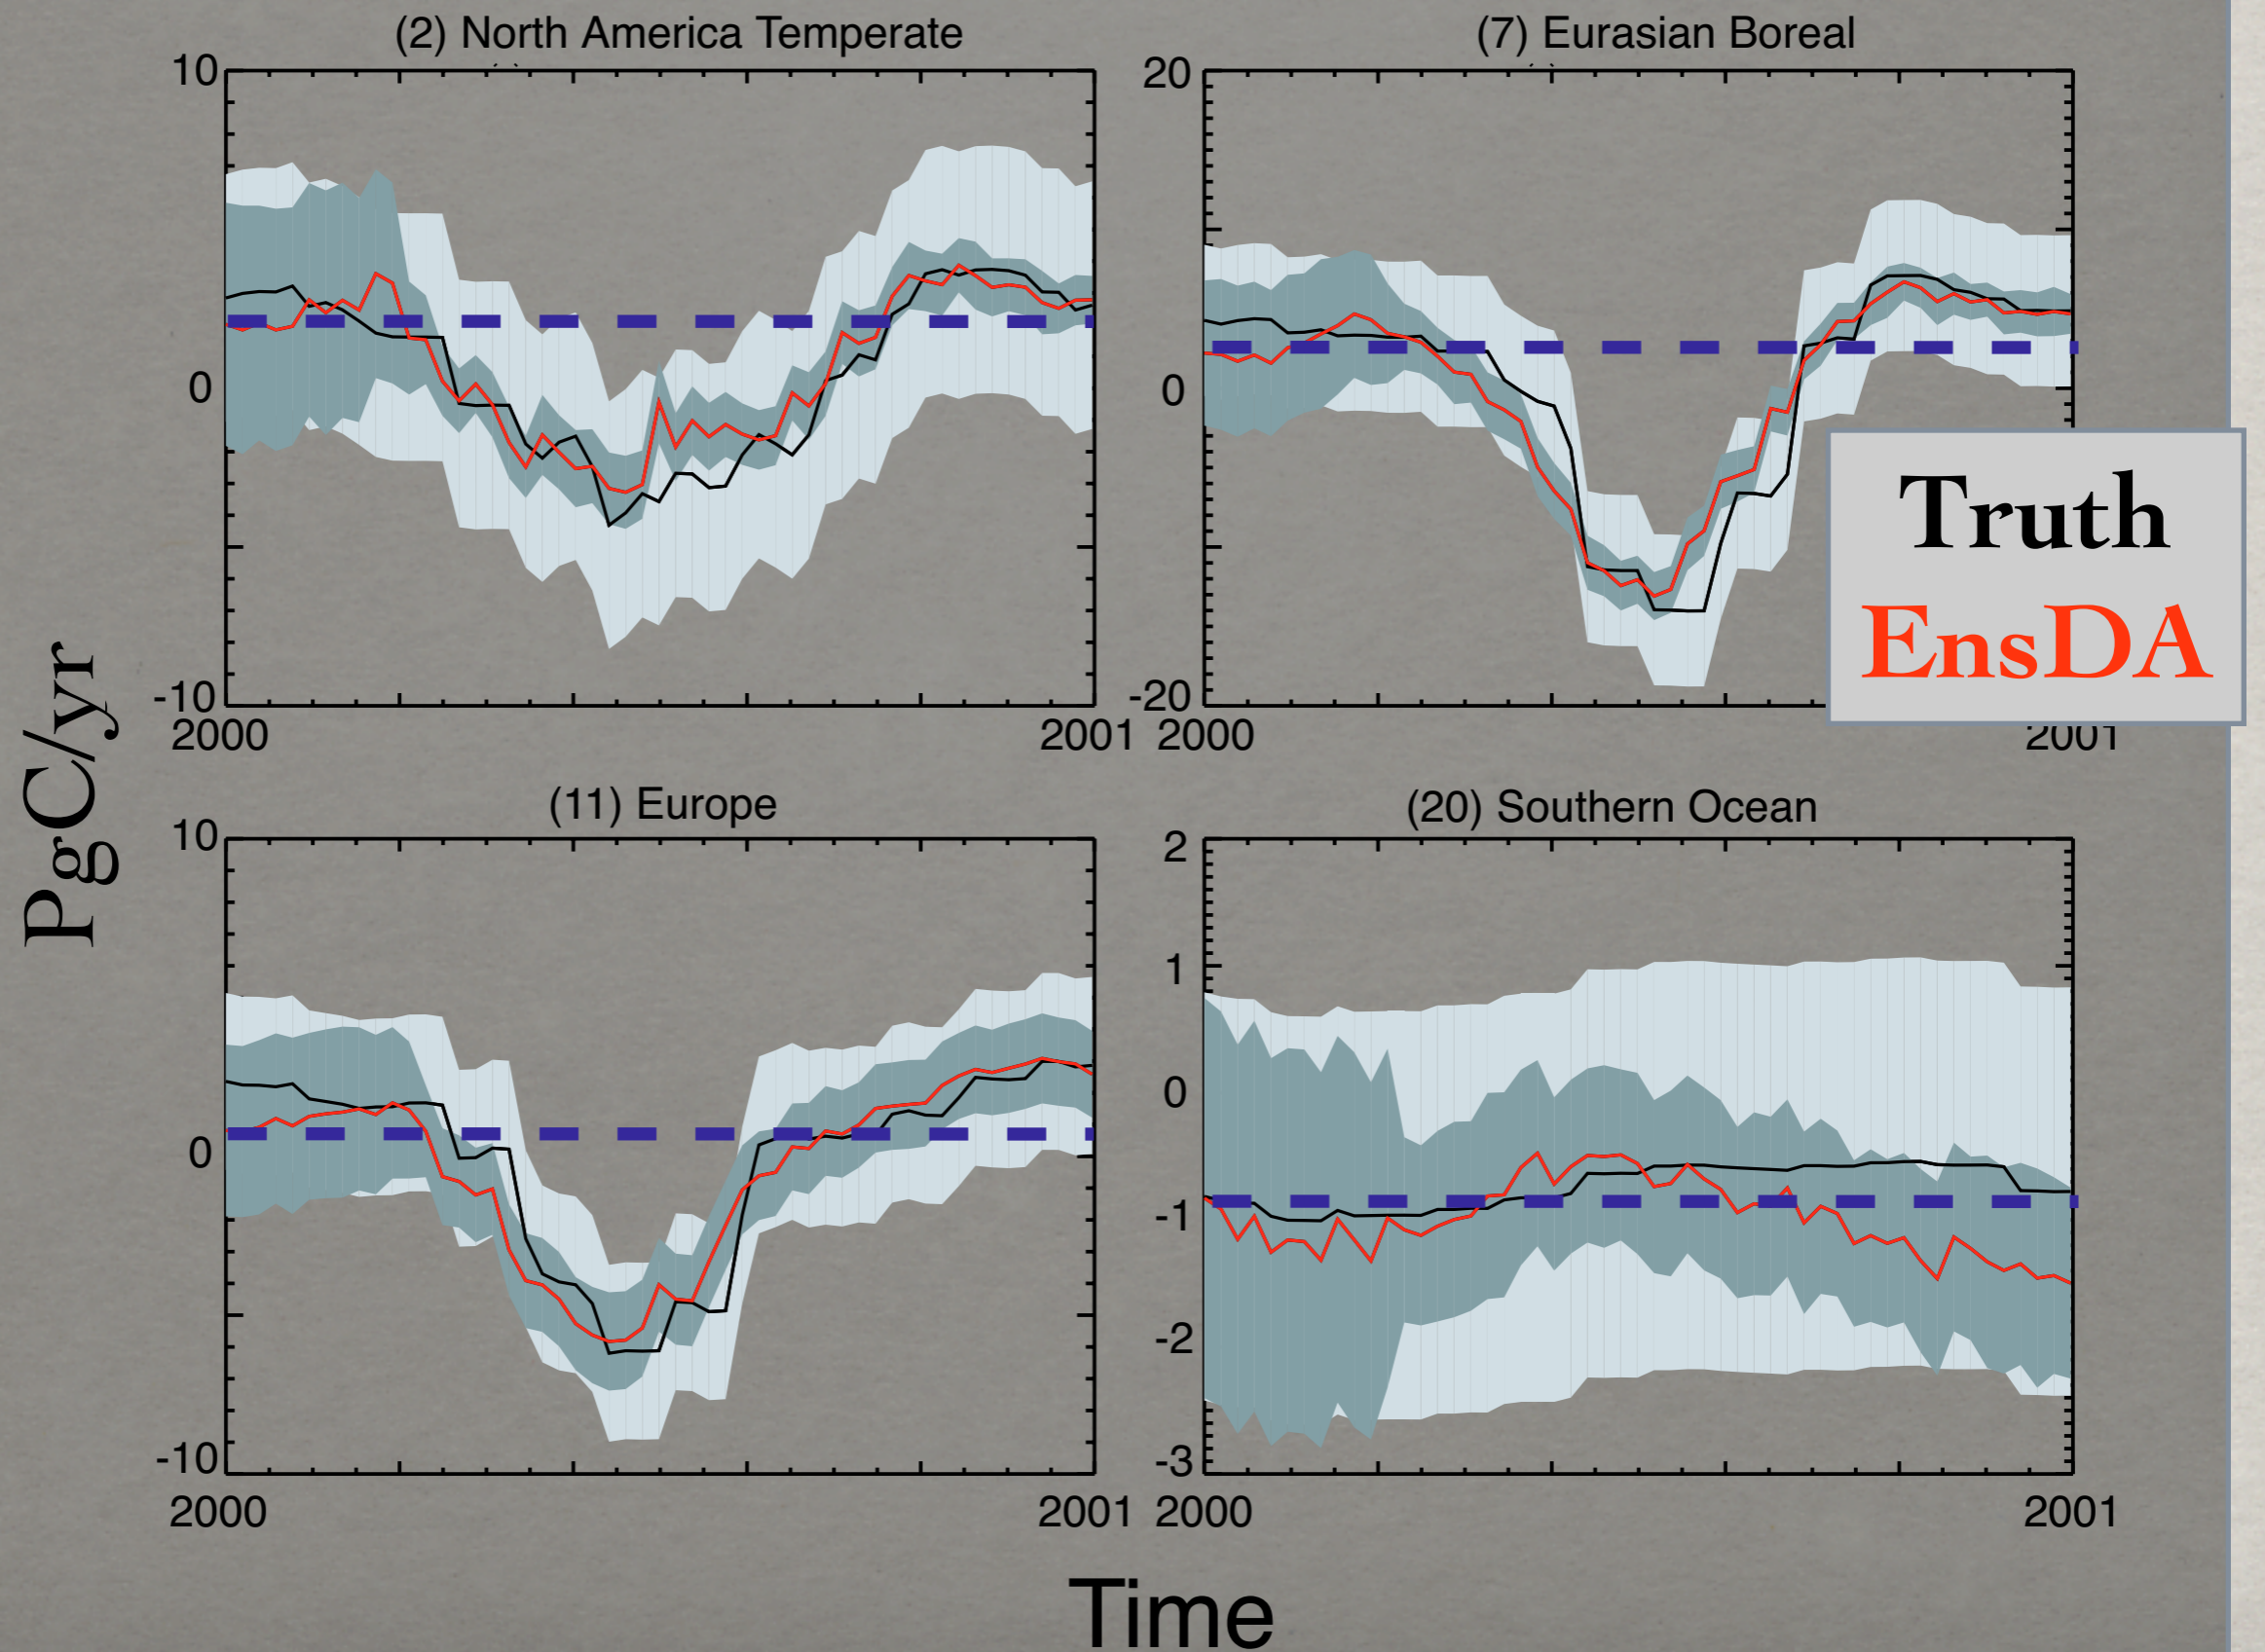 (2) North America Temperate
(7) Eurasian Boreal
10
0
-10
2000
2001
20
0
-20
2000
2001
Truth
EnsDA
PgC/yr
(11) Europe
(20) Southern Ocean
10
0
-10
2000
2001
2
1
0
-1
-2
-3
2000
2001
Time